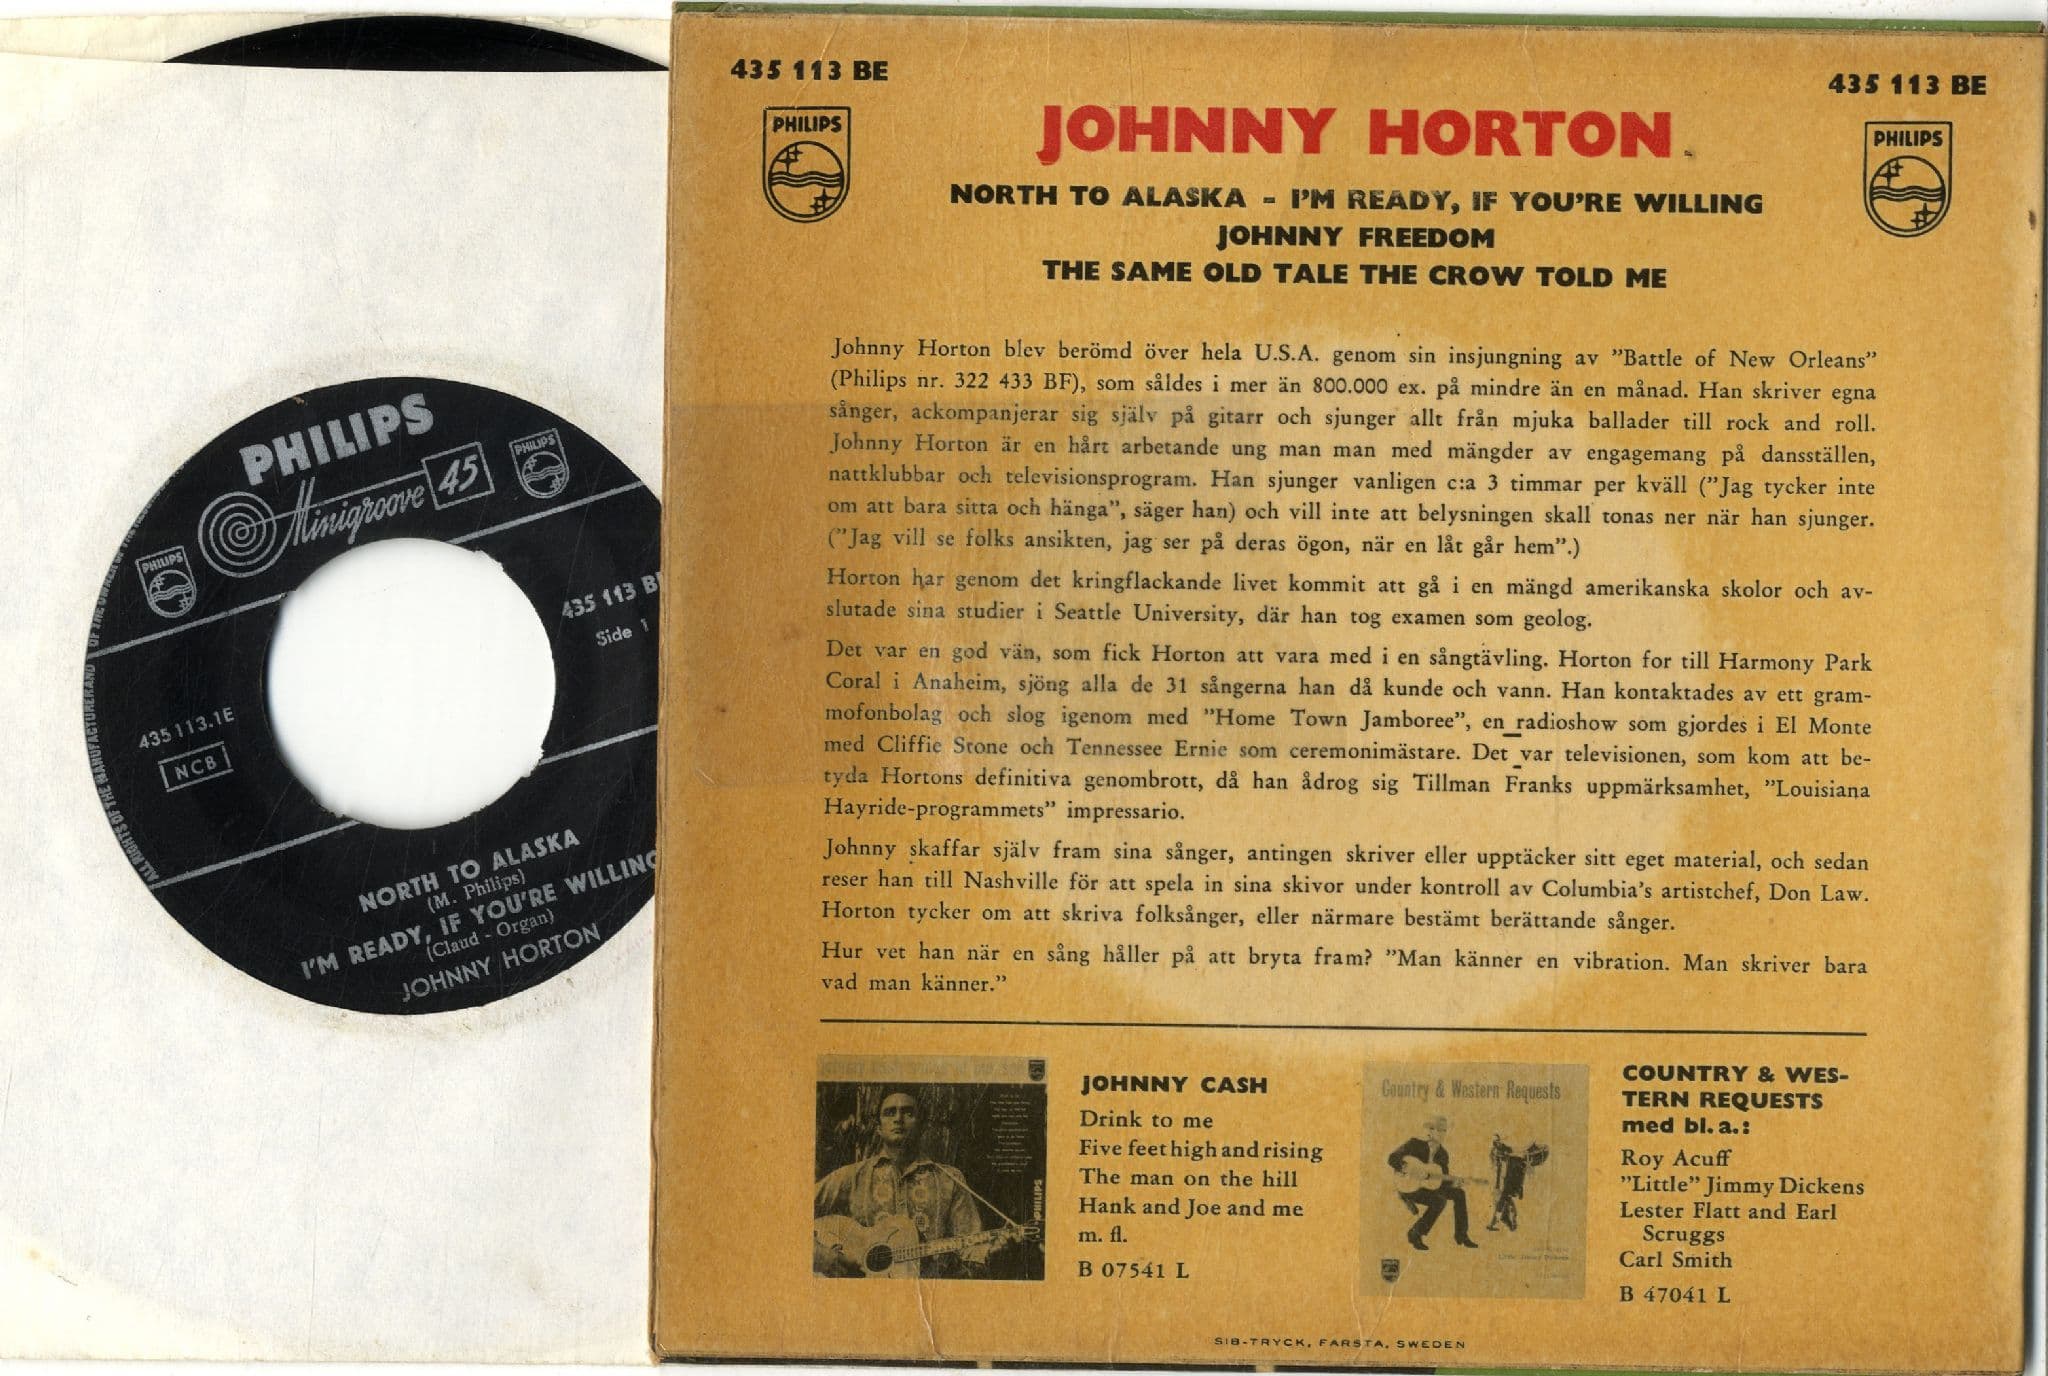 PHILIPS
Minigroove 45
PHILIPS
PHILIPS
435 113 B
Side 1
435 113.1E
NCB
NORTH TO ALASKA
(M. Philips)
I'M READY, IF YOU'RE WILLING
(Claud - Organ)
JOHNNY HORTON
ALL RIGHTS OF THE MANUFACTURER AND OF THE OWNER OF THE
435 113 BE
435 113 BE
PHILIPS
PHILIPS
JOHNNY HORTON
NORTH TO ALASKA - I'M READY, IF YOU'RE WILLING
JOHNNY FREEDOM
THE SAME OLD TALE THE CROW TOLD ME
Johnny Horton blev berömd över hela U.S.A. genom sin insjungning av ”Battle of New Orleans”
(Philips nr. 322 433 BF), som såldes i mer än 800.000 ex. på mindre än en månad. Han skriver egna
sånger, ackompanjerar sig själv på gitarr och sjunger allt från mjuka ballader till rock and roll.
Johnny Horton är en hårt arbetande ung man man med mängder av engagemang på dansställen,
nattklubbar och televisionsprogram. Han sjunger vanligen c:a 3 timmar per kväll (”Jag tycker inte
om att bara sitta och hänga”, säger han) och vill inte att belysningen skall tonas ner när han sjunger.
(”Jag vill se folks ansikten, jag ser på deras ögon, när en låt går hem”.)
Horton har genom det kringflackande livet kommit att gå i en mängd amerikanska skolor och av-
slutade sina studier i Seattle University, där han tog examen som geolog.
Det var en god vän, som fick Horton att vara med i en sångtävling. Horton for till Harmony Park
Coral i Anaheim, sjöng alla de 31 sångerna han då kunde och vann. Han kontaktades av ett gram-
mofonbolag och slog igenom med ”Home Town Jamboree”, en radioshow som gjordes i El Monte
med Cliffie Stone och Tennessee Ernie som ceremonimästare. Det var televisionen, som kom att be-
tyda Hortons definitiva genombrott, då han ådrog sig Tillman Franks uppmärksamhet, ”Louisiana
Hayride-programmets” impressario.
Johnny skaffar själv fram sina sånger, antingen skriver eller upptäcker sitt eget material, och sedan
reser han till Nashville för att spela in sina skivor under kontroll av Columbia's artistchef, Don Law.
Horton tycker om att skriva folksånger, eller närmare bestämt berättande sånger.
Hur vet han när en sång håller på att bryta fram? ”Man känner en vibration. Man skriver bara
vad man känner.”
PHILIPS
JOHNNY CASH
Drink to me
Five feet high and rising
The man on the hill
Hank and Joe and me
m. fl.
B 07541 L
Country & Western Requests
COUNTRY & WES-
TERN REQUESTS
med bl. a.:
Roy Acuff
”Little” Jimmy Dickens
Lester Flatt and Earl
Scruggs
Carl Smith
B 47041 L
SIB-TRYCK, FARSTA, SWEDEN